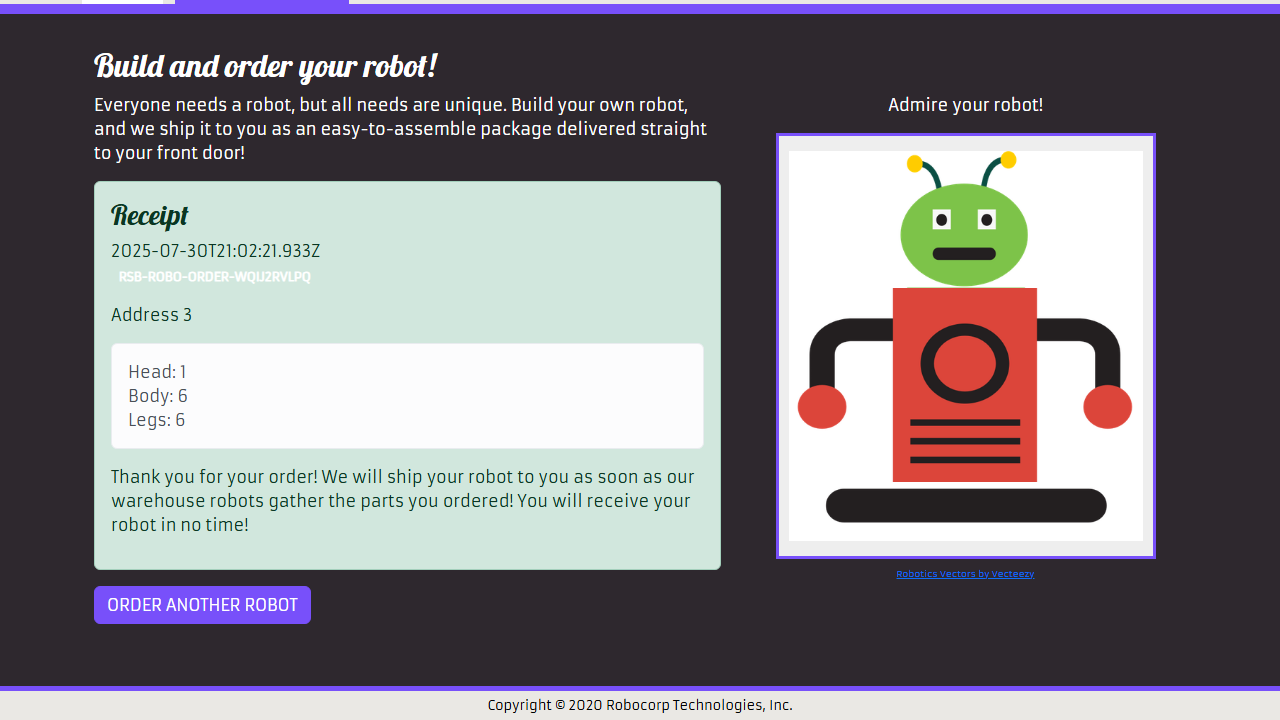 Build and order your robot!
Everyone needs a robot, but all needs are unique. Build your own robot,
and we ship it to you as an easy-to-assemble package delivered straight
to your front door!
Receipt
2025-07-30T21:02:21.933Z
RSB-ROBO-ORDER-WQIJ2RVLPQ
Address 3
Head: 1
Body: 6
Legs: 6
Thank you for your order! We will ship your robot to you as soon as our
warehouse robots gather the parts you ordered! You will receive your
robot in no time!
ORDER ANOTHER ROBOT
Admire your robot!
Robotics Vectors by Vecteezy
Copyright © 2020 Robocorp Technologies, Inc.